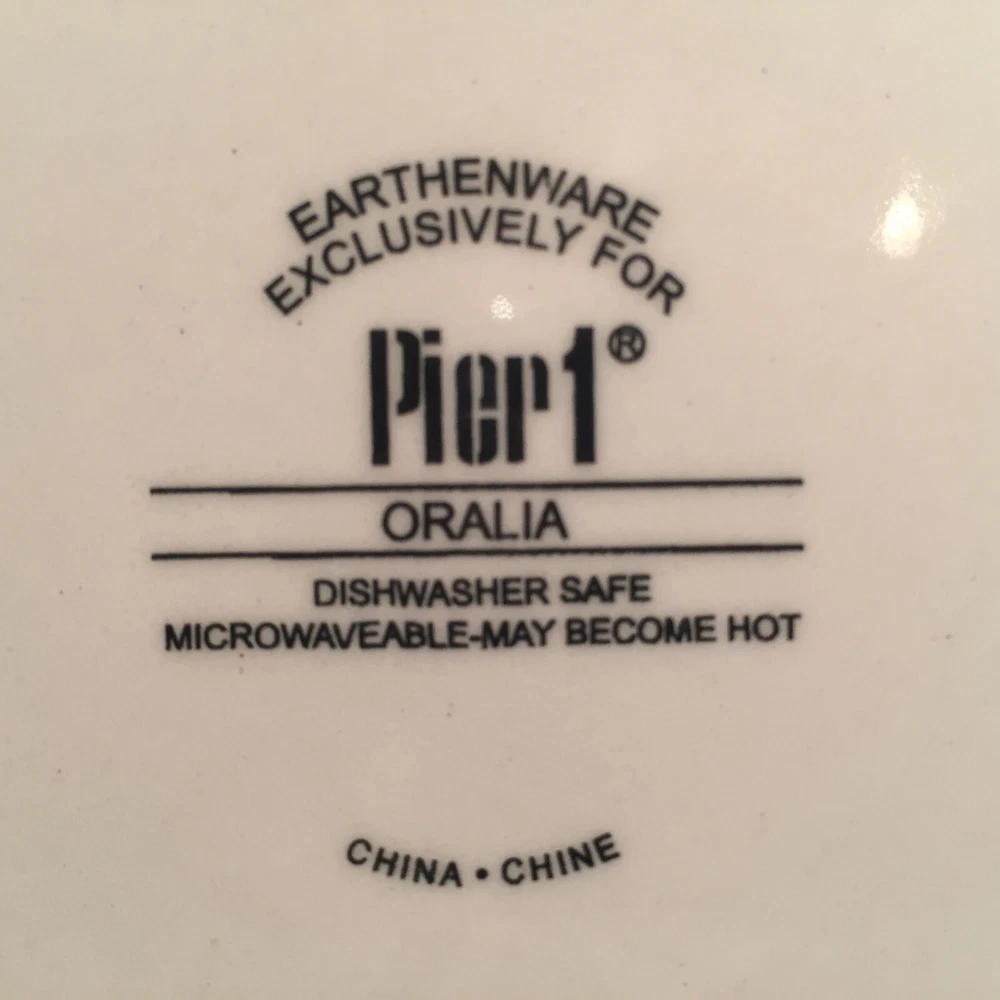 EARTHENWARE
EXCLUSIVELY FOR
Pier1®
ORALIA
DISHWASHER SAFE
MICROWAVEABLE-MAY BECOME HOT
CHINA • CHINE